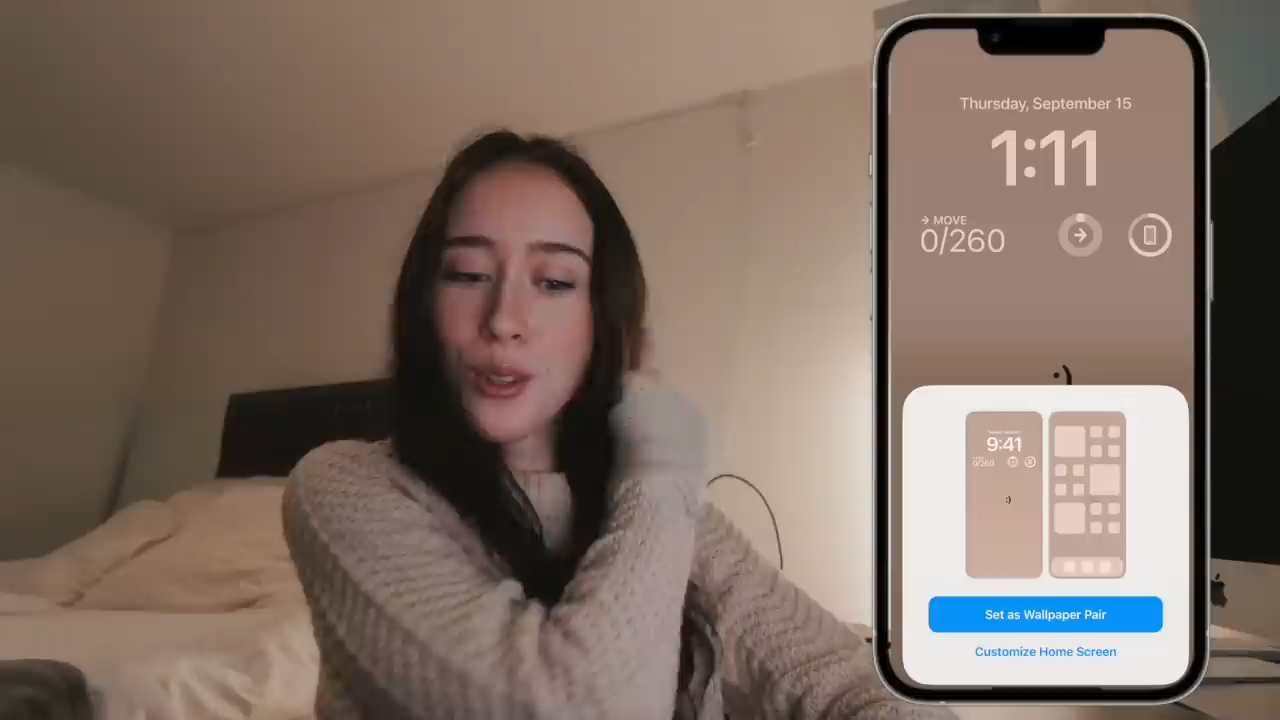 Thursday, September 15
1:11
→ MOVE
0/260
:)
9:41
0/260
:)
Set as Wallpaper Pair
Customize Home Screen